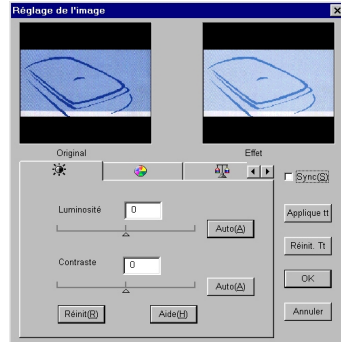 Réglage de l'image
Original
Effet
Sync(S)
Luminosité
0
Auto(A)
Applique tt
Réinit. Tt
Contraste
0
Auto(A)
OK
Réinit(R)
Aide(H)
Annuler